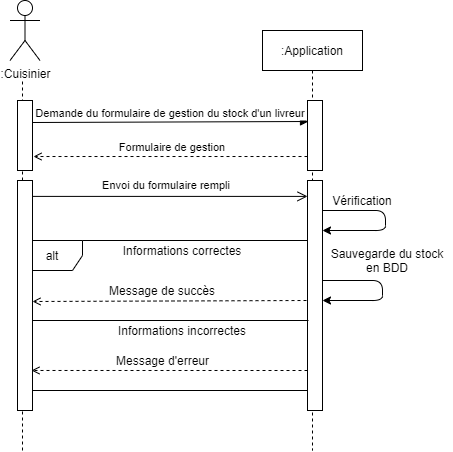 :Cuisinier
:Application
Demande du formulaire de gestion du stock d'un livreur
Formulaire de gestion
Envoi du formulaire rempli
Vérification
alt
Informations correctes
Sauvegarde du stock
en BDD
Message de succès
Informations incorrectes
Message d'erreur